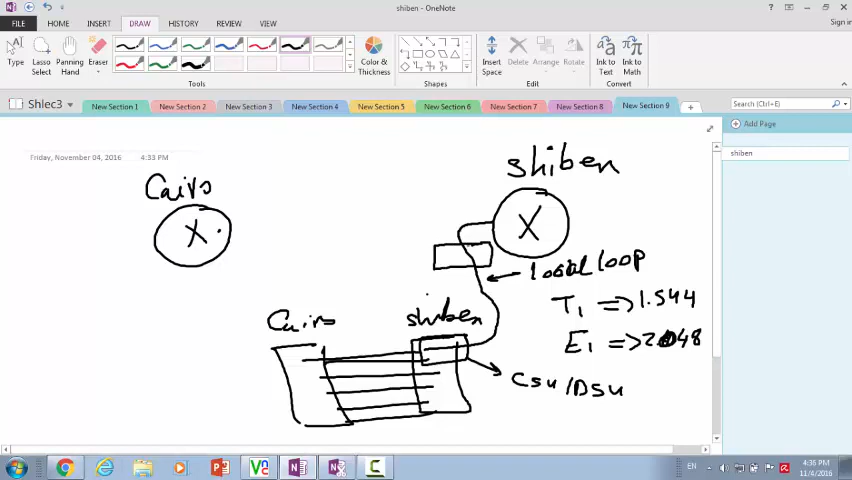 shiben - OneNote
Sign in
FILE HOME INSERT DRAW HISTORY REVIEW VIEW
Type Lasso Select Panning Hand Eraser
Color & Thickness
Insert Space Delete Arrange Rotate
Ink to Text Ink to Math
Tools Shapes Edit Convert
Shlec3 New Section 1 New Section 2 New Section 3 New Section 4 New Section 5 New Section 6 New Section 7 New Section 8 New Section 9
Search (Ctrl+E)
Add Page
shiben
Friday, November 04, 2016 4:33 PM
shiben
Cairo
X
X
local loop
T1 => 1.544
E1 => 2.048
Cairo
shiben
CSU/DSU
EN
4:36 PM
11/4/2016